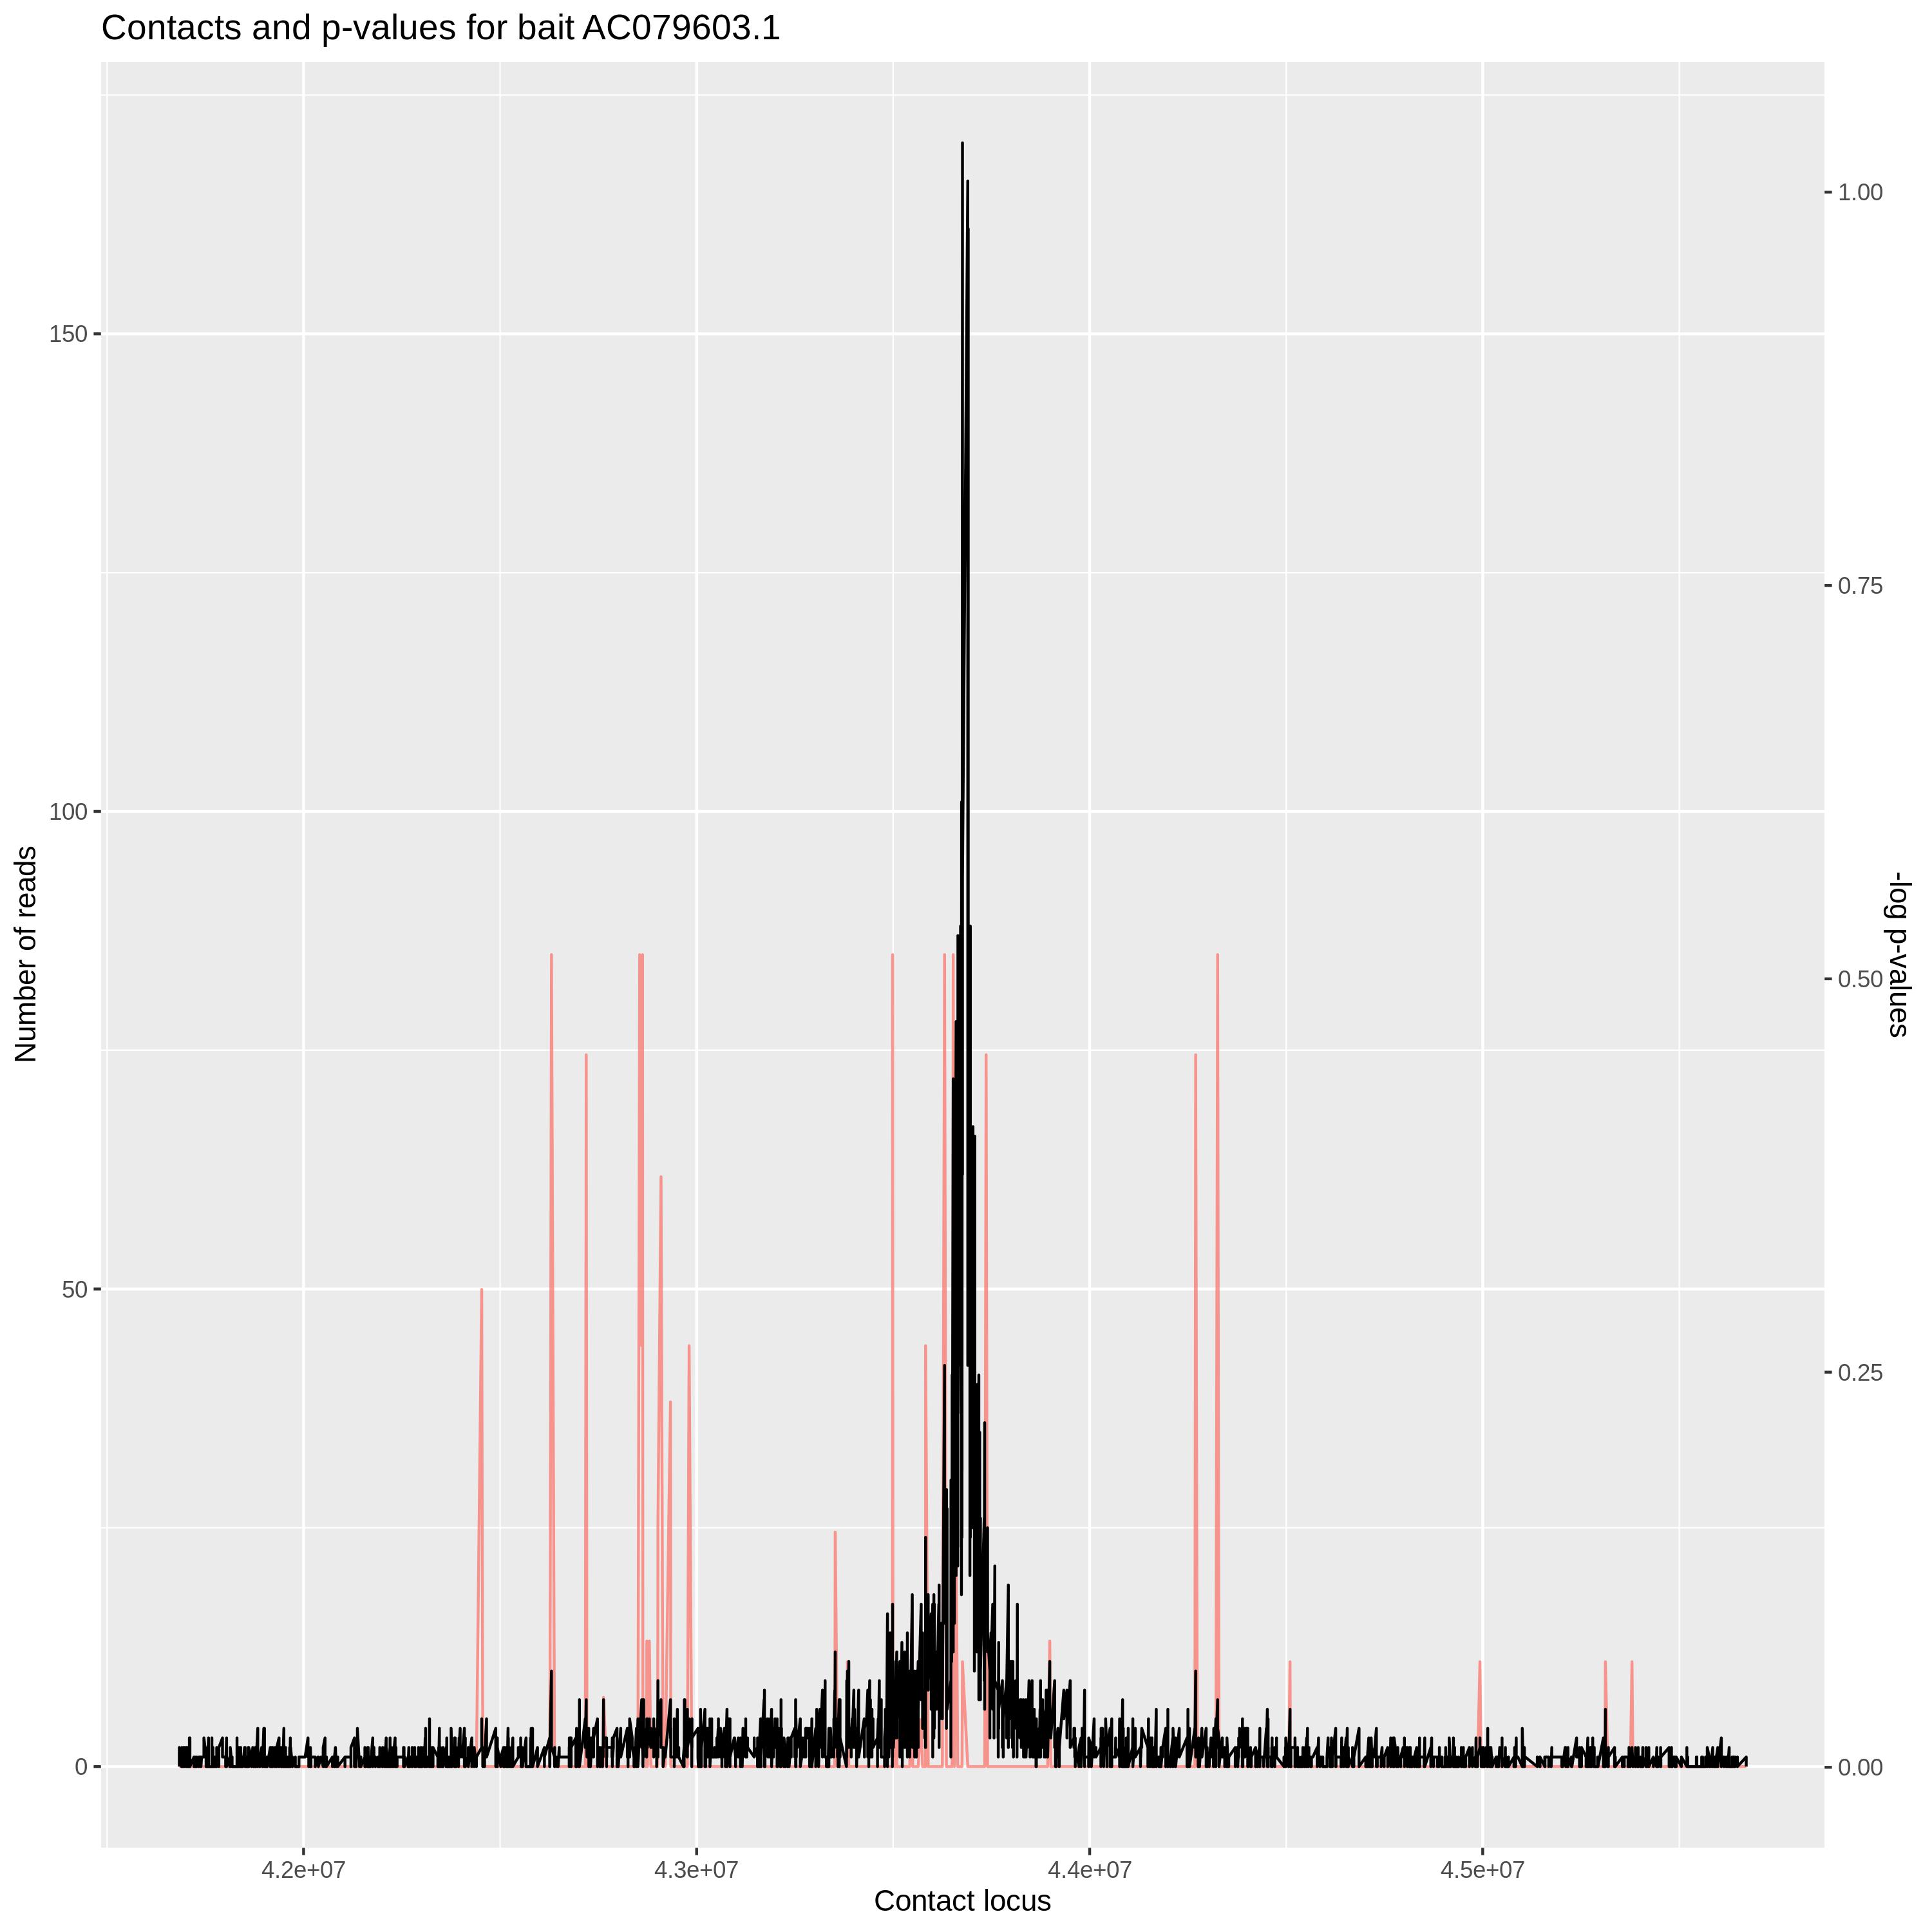 Contacts and p-values for bait AC079603.1
Number of reads
150
100
50
0
1.00
0.75
0.50
0.25
0.00
-log p-values
4.2e+07 4.3e+07 4.4e+07 4.5e+07
Contact locus